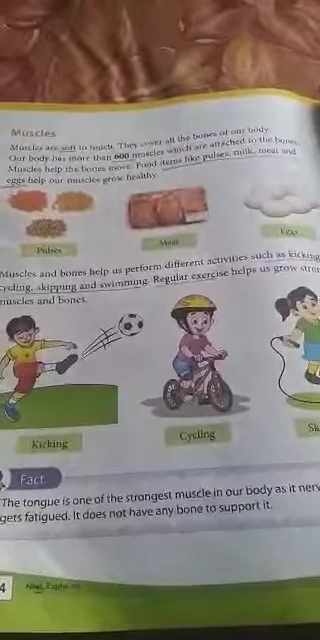 Muscles
Muscles are soft to touch. They cover all the bones of our body.
Our body has more than 600 muscles which are attached to the bones.
Muscles help the bones move. Food items like pulses, milk, meat and
eggs help our muscles grow healthy.
Pulses
Meat
Eggs
Muscles and bones help us perform different activities such as kicking
cycling, skipping and swimming. Regular exercise helps us grow
muscles and bones.
Kicking
Cycling
Fact
The tongue is one of the strongest muscle in our body as it
gets fatigued. It does not have any bone to support it.
4